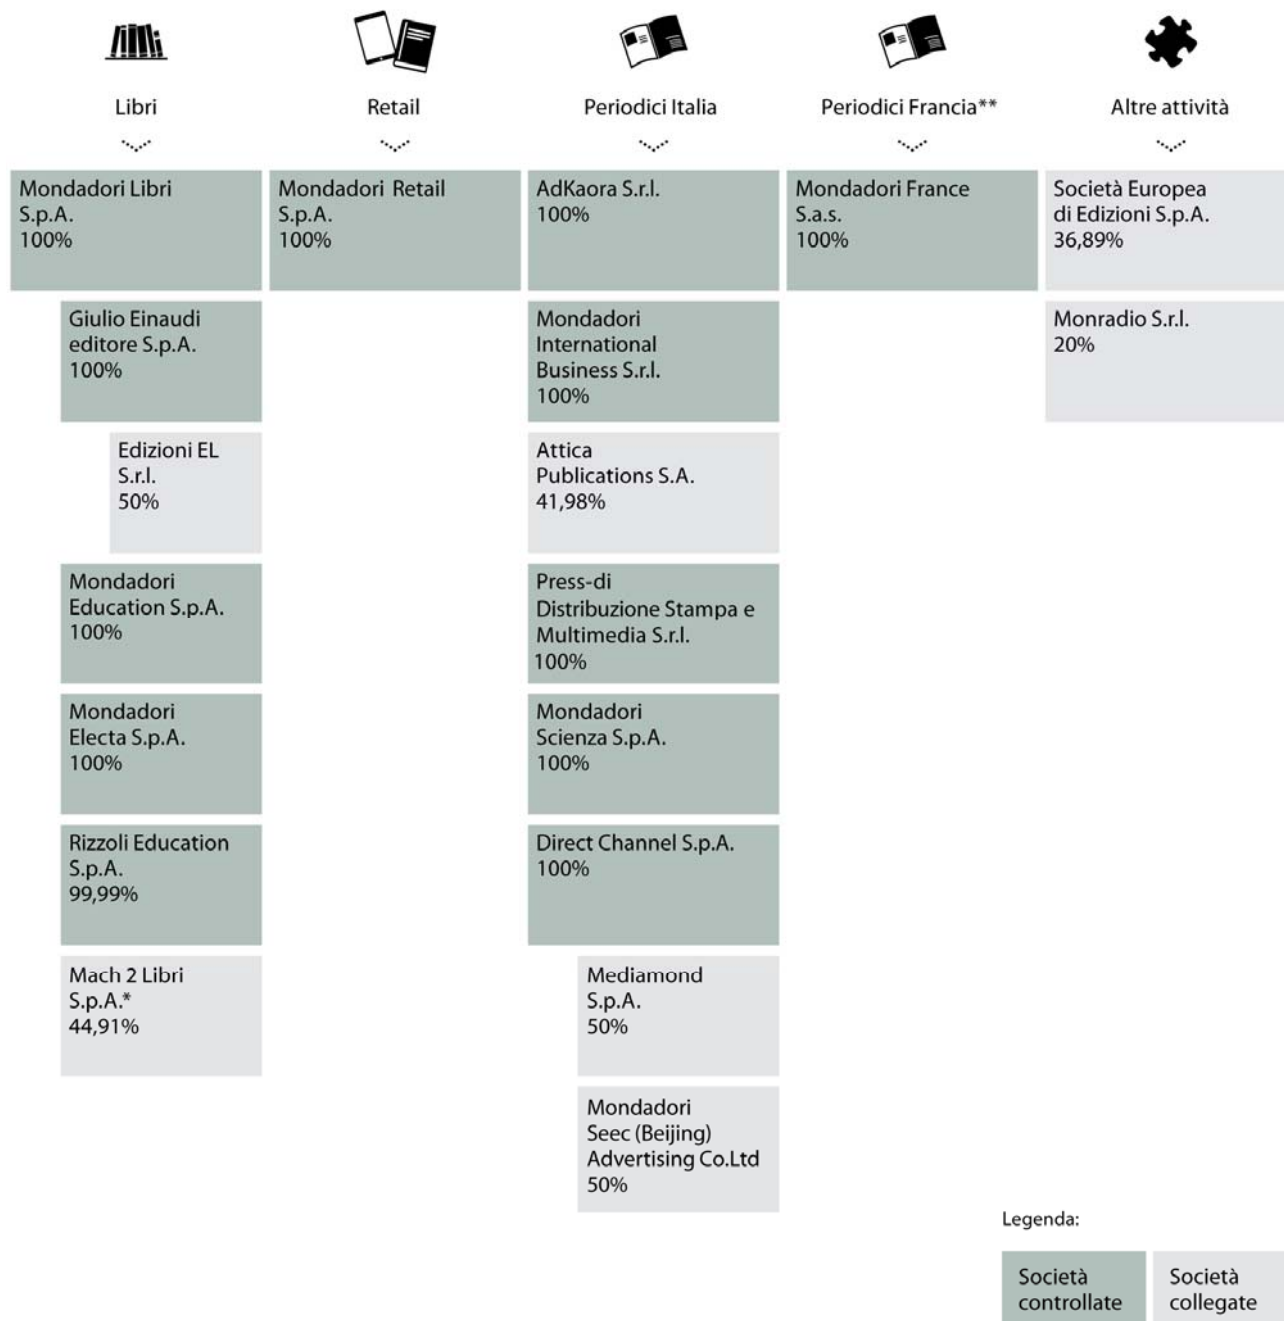 Libri
Retail
Periodici Italia
Periodici Francia**
Altre attività
Mondadori Libri
S.p.A.
100%
Giulio Einaudi
editore S.p.A.
100%
Edizioni EL
S.r.l.
50%
Mondadori
Education S.p.A.
100%
Mondadori
Electa S.p.A.
100%
Rizzoli Education
S.p.A.
99,99%
Mach 2 Libri
S.p.A.*
44,91%
Mondadori Retail
S.p.A.
100%
AdKaora S.r.l.
100%
Mondadori
International
Business S.r.l.
100%
Attica
Publications S.A.
41,98%
Press-di
Distribuzione Stampa e
Multimedia S.r.l.
100%
Mondadori
Scienza S.p.A.
100%
Direct Channel S.p.A.
100%
Mediamond
S.p.A.
50%
Mondadori
Seec (Beijing)
Advertising Co.Ltd
50%
Mondadori France
S.a.s.
100%
Società Europea
di Edizioni S.p.A.
36,89%
Monradio S.r.l.
20%
Legenda:
Società
controllate
Società
collegate